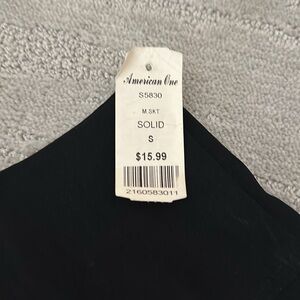 American One
S5830
M.SKT.
SOLID
S
$15.99
2160583011